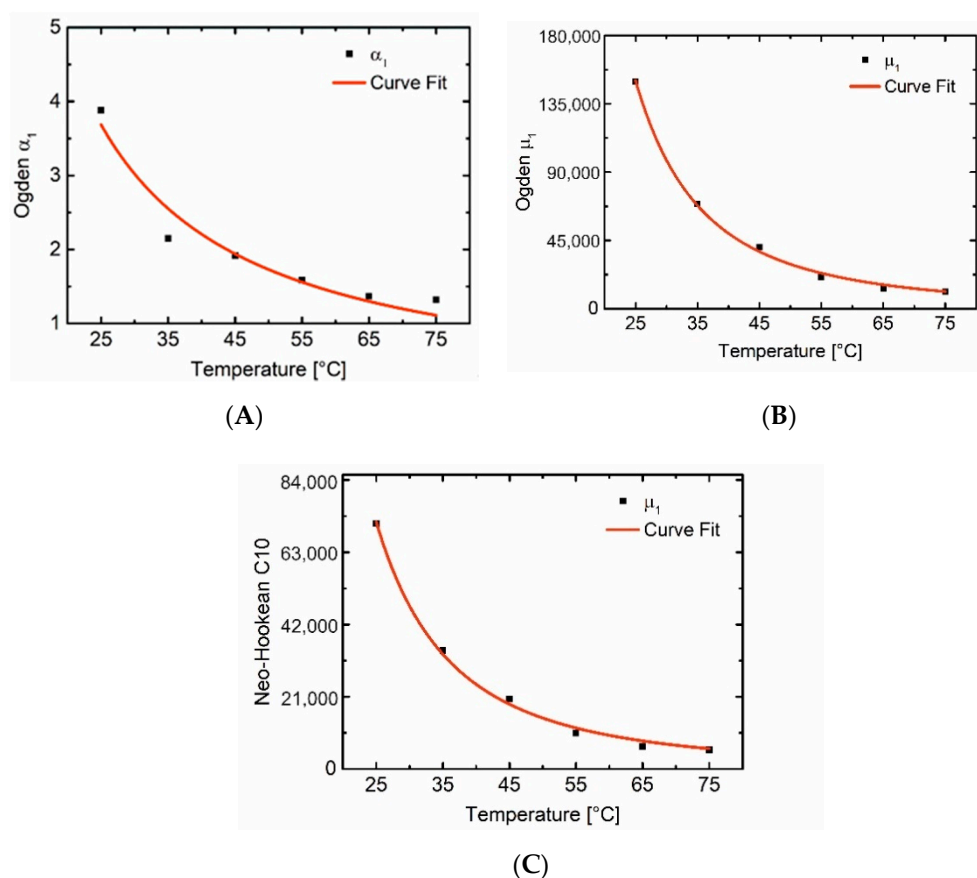 5
4
3
2
1
Ogden α₁
α₁
Curve Fit
25 35 45 55 65 75
Temperature [°C]
(A)
180,000
135,000
90,000
45,000
0
Ogden μ₁
μ₁
Curve Fit
25 35 45 55 65 75
Temperature [°C]
(B)
84,000
63,000
42,000
21,000
0
Neo-Hookean C10
μ₁
Curve Fit
25 35 45 55 65 75
Temperature [°C]
(C)